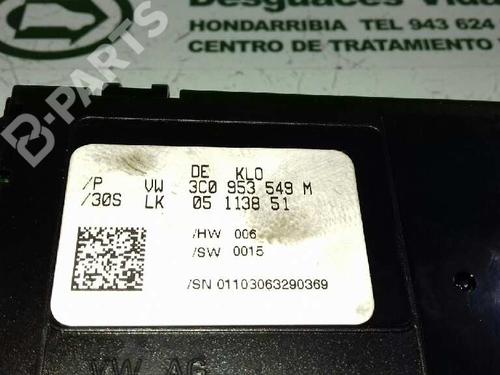 Desguaces Vidau
HONDARRIBIA TEL 943 624
CENTRO DE TRATAMIENTO
B-PARTS
DE KLO
/P VW 3C0 953 549 M
/30S LK 05 1138 51
/HW 006
/SW 0015
/SN 01103063290369
VW AG